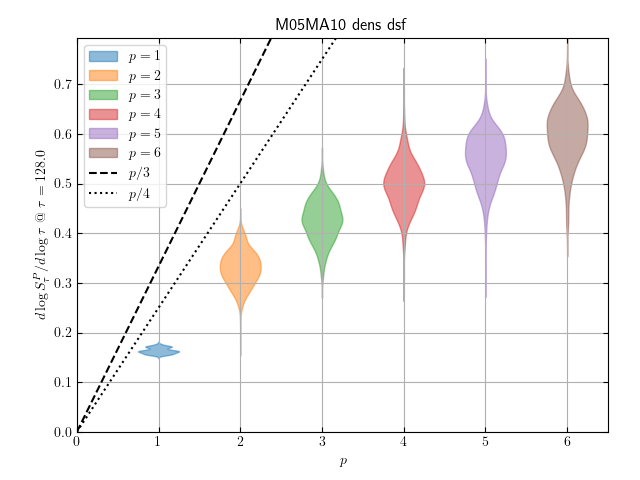 M05MA10 dens dsf
d log S_τ^P / d log τ @ τ = 128.0
0.7
0.6
0.5
0.4
0.3
0.2
0.1
0.0
p = 1
p = 2
p = 3
p = 4
p = 5
p = 6
p/3
p/4
0 1 2 3 4 5 6
p